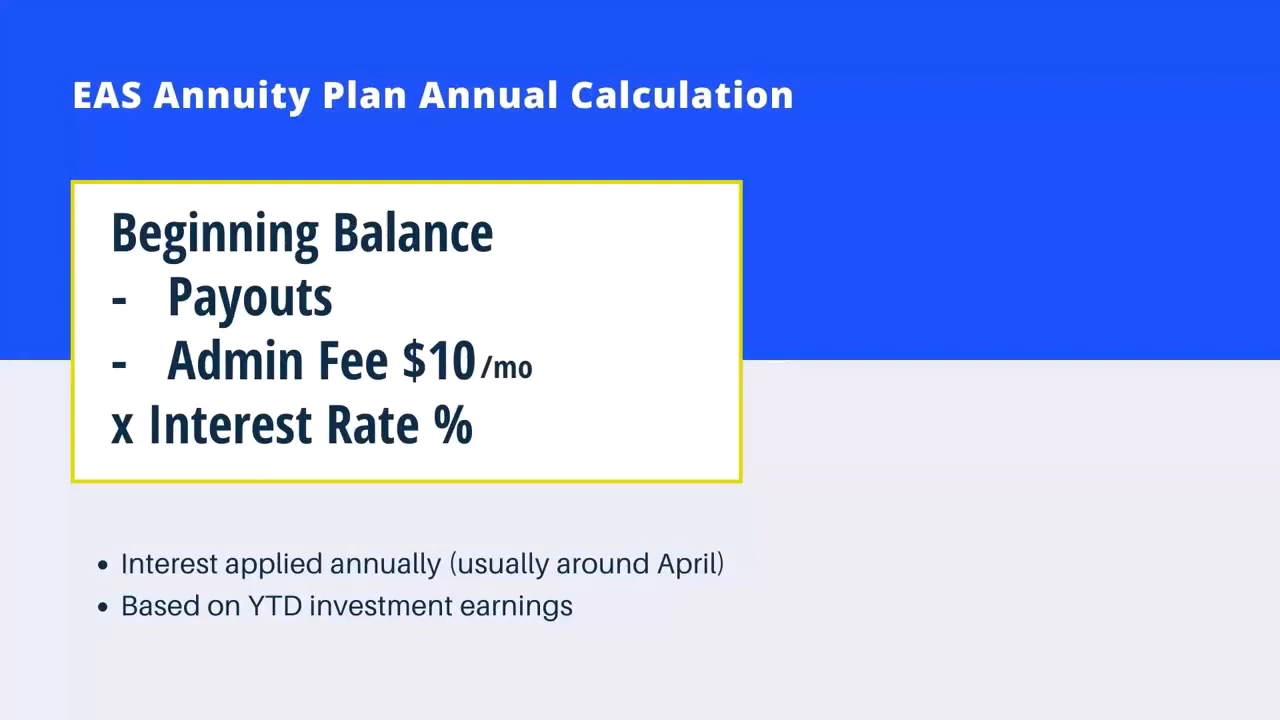 EAS Annuity Plan Annual Calculation
Beginning Balance
- Payouts
- Admin Fee $10 /mo
x Interest Rate %
• Interest applied annually (usually around April)
• Based on YTD investment earnings